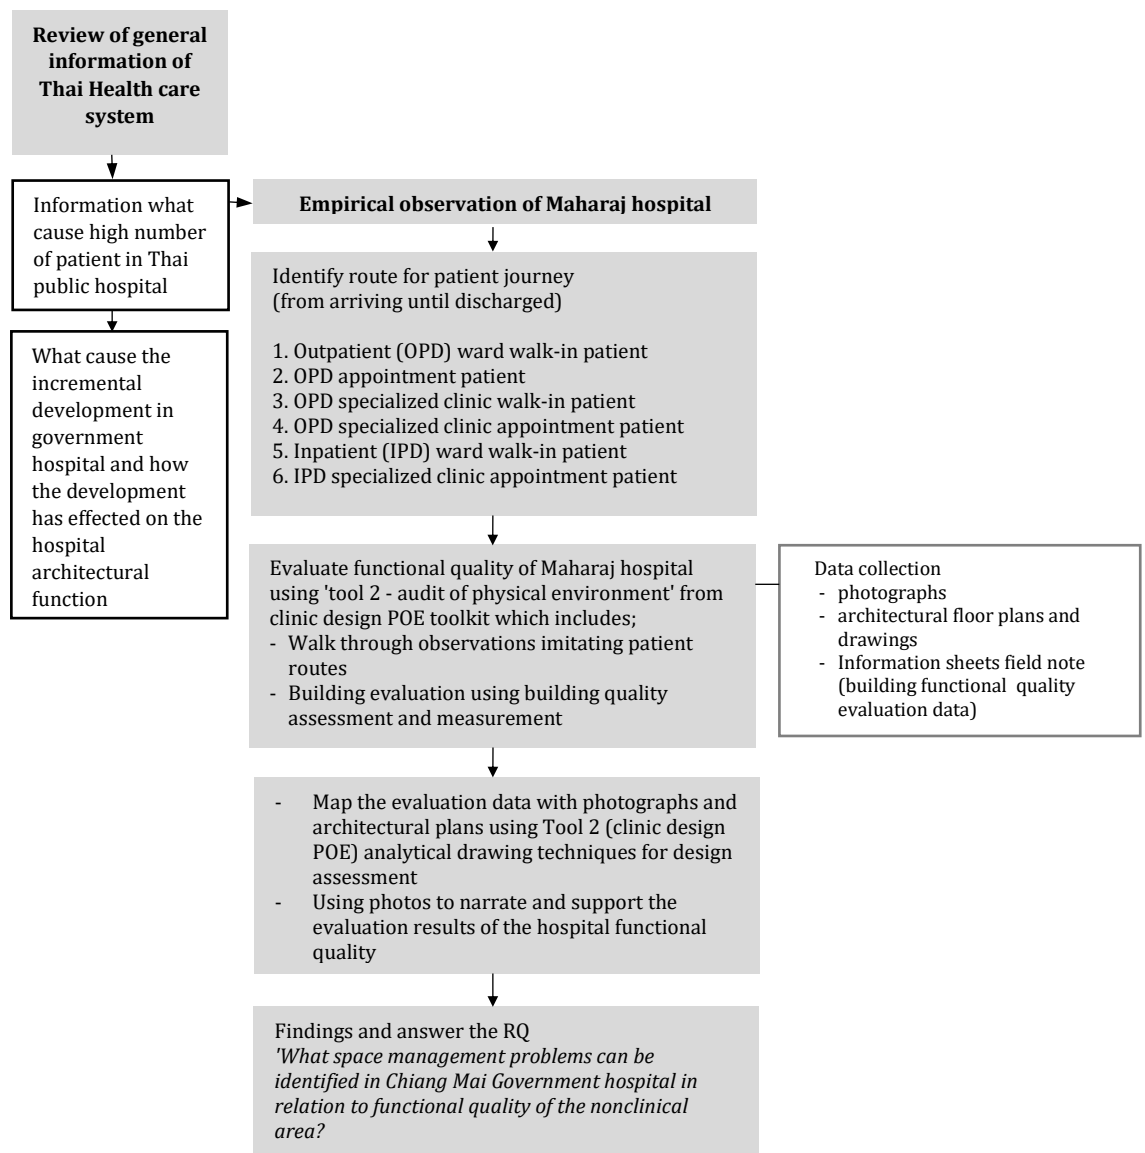 Review of general
information of
Thai Health care
system
Information what
cause high number
of patient in Thai
public hospital
What cause the
incremental
development in
government
hospital and how
the development
has effected on the
hospital
architectural
function
Empirical observation of Maharaj hospital
Identify route for patient journey
(from arriving until discharged)
1. Outpatient (OPD) ward walk-in patient
2. OPD appointment patient
3. OPD specialized clinic walk-in patient
4. OPD specialized clinic appointment patient
5. Inpatient (IPD) ward walk-in patient
6. IPD specialized clinic appointment patient
Evaluate functional quality of Maharaj hospital
using 'tool 2 - audit of physical environment' from
clinic design POE toolkit which includes;
- Walk through observations imitating patient
routes
- Building evaluation using building quality
assessment and measurement
Data collection
- photographs
- architectural floor plans and
drawings
- Information sheets field note
(building functional quality
evaluation data)
- Map the evaluation data with photographs and
architectural plans using Tool 2 (clinic design
POE) analytical drawing techniques for design
assessment
- Using photos to narrate and support the
evaluation results of the hospital functional
quality
Findings and answer the RQ
'What space management problems can be
identified in Chiang Mai Government hospital in
relation to functional quality of the nonclinical
area?